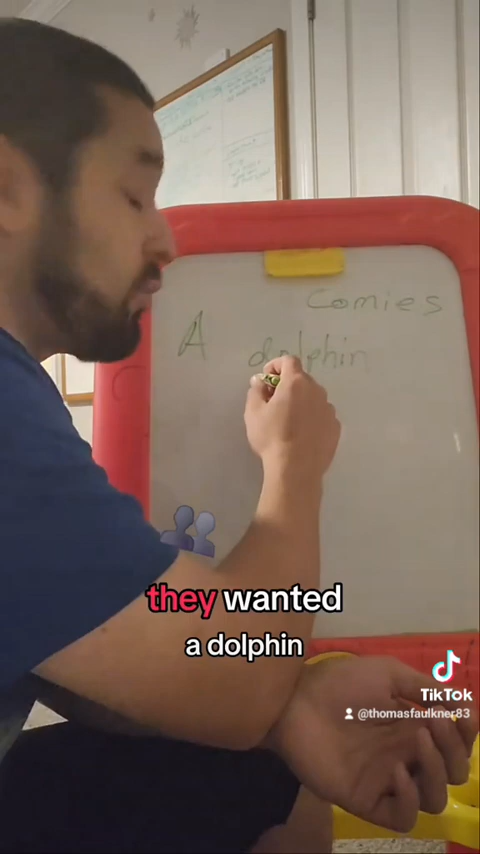 Comies
A dolphin
they wanted
a dolphin
TikTok
@thomasfaulkner83